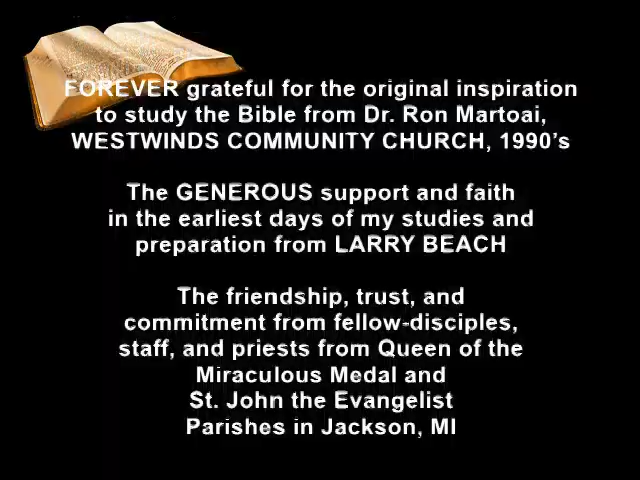 FOREVER grateful for the original inspiration
to study the Bible from Dr. Ron Martoai,
WESTWINDS COMMUNITY CHURCH, 1990's
The GENEROUS support and faith
in the earliest days of my studies and
preparation from LARRY BEACH
The friendship, trust, and
commitment from fellow-disciples,
staff, and priests from Queen of the
Miraculous Medal and
St. John the Evangelist
Parishes in Jackson, MI